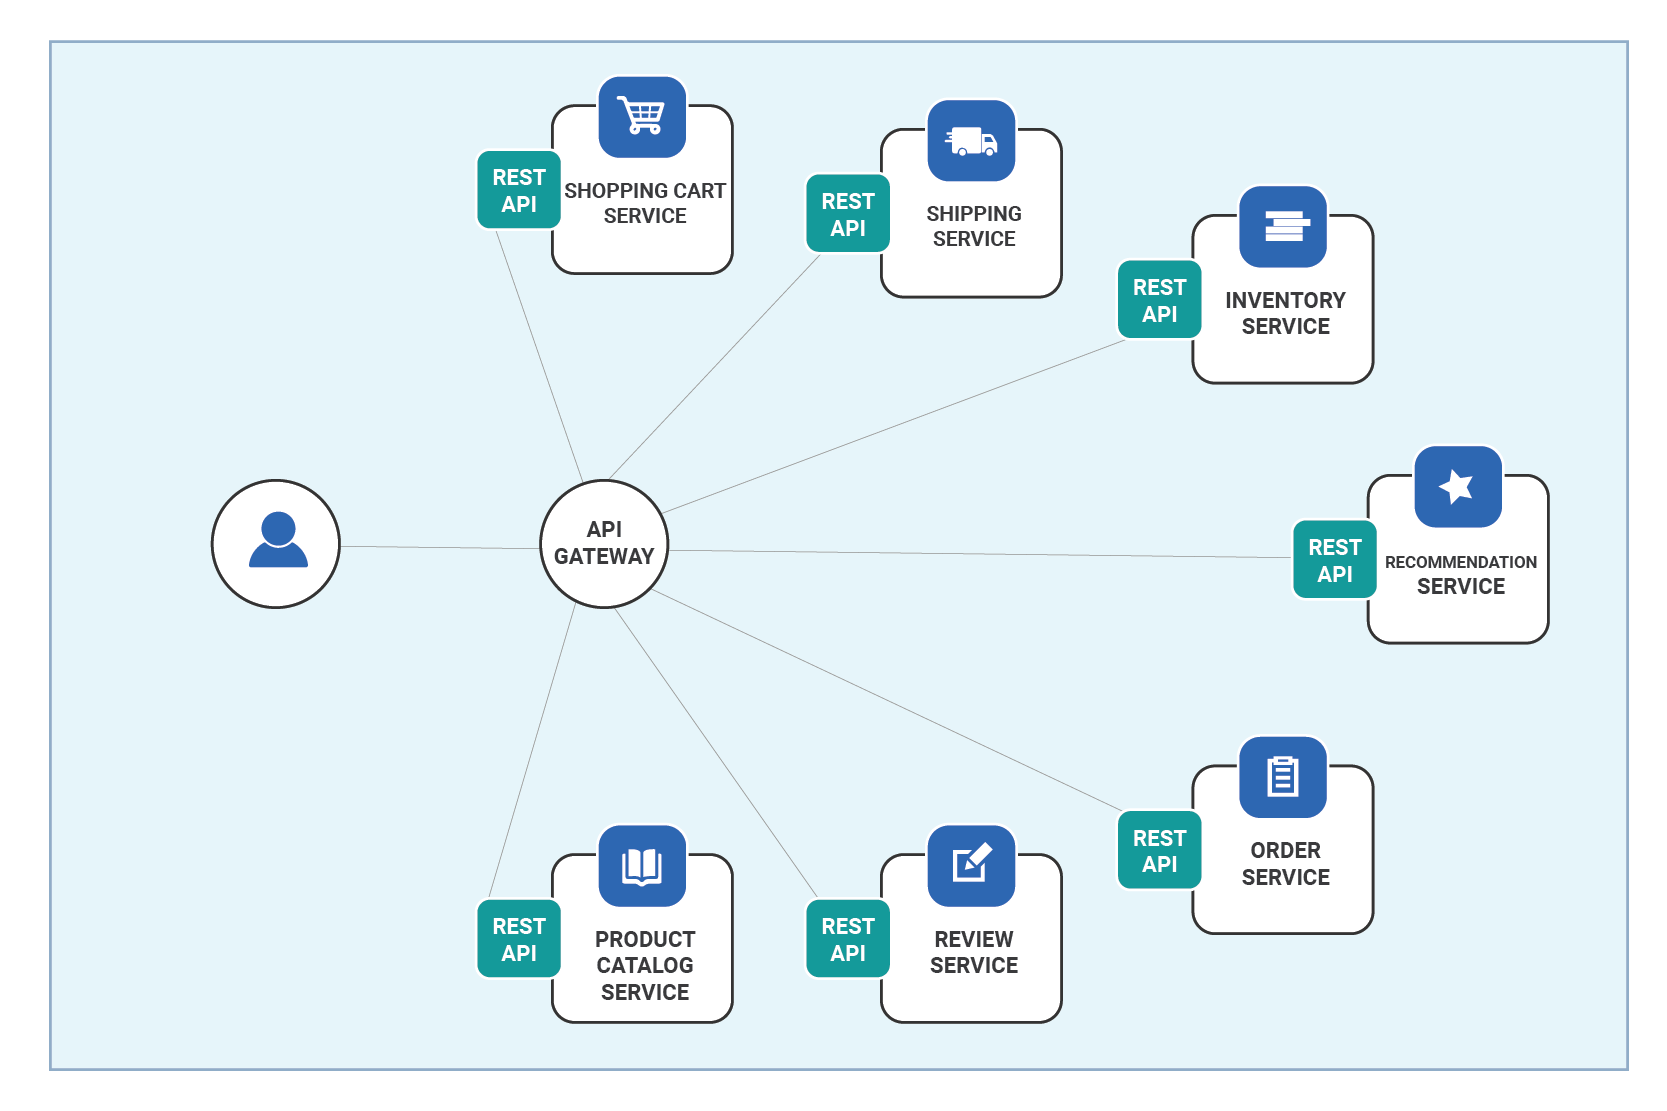 REST
API
SHOPPING CART
SERVICE
REST
API
SHIPPING
SERVICE
REST
API
INVENTORY
SERVICE
API
GATEWAY
REST
API
RECOMMENDATION
SERVICE
REST
API
ORDER
SERVICE
REST
API
PRODUCT
CATALOG
SERVICE
REST
API
REVIEW
SERVICE